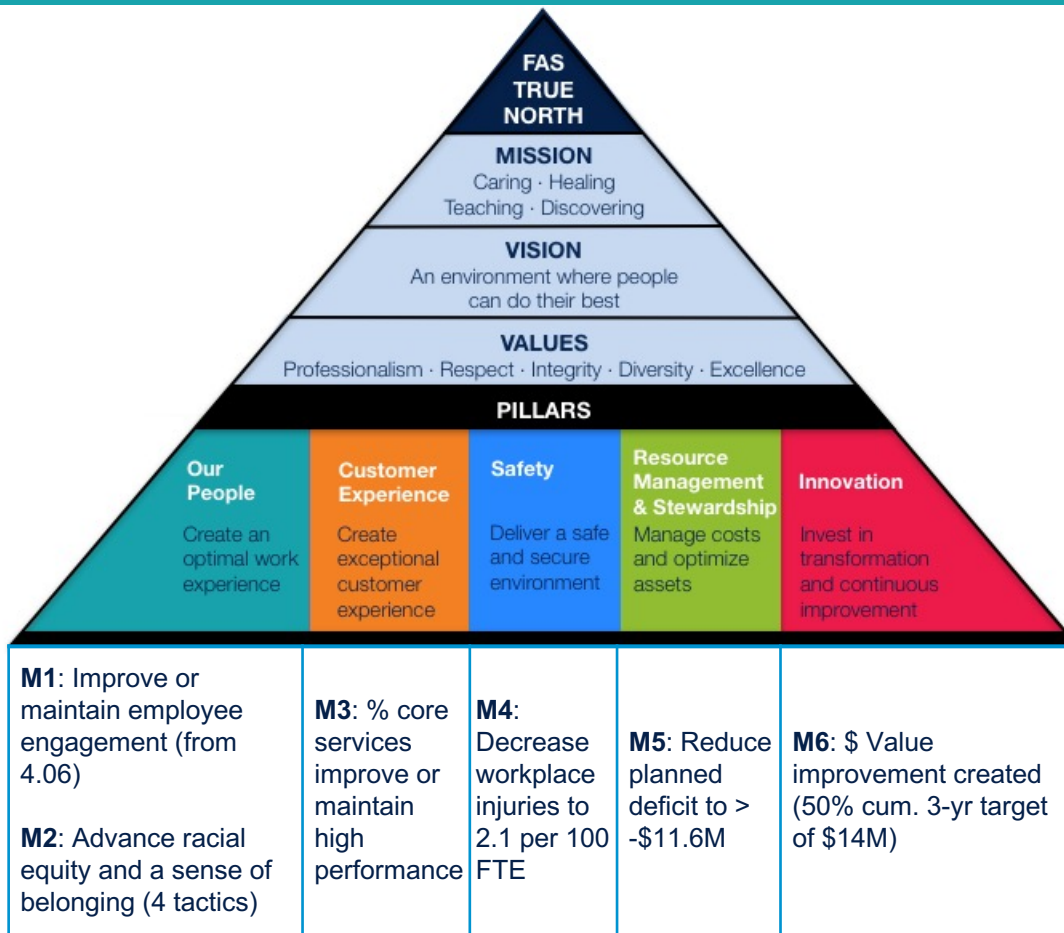 FAS
TRUE
NORTH
MISSION
Caring · Healing
Teaching · Discovering
VISION
An environment where people
can do their best
VALUES
Professionalism · Respect · Integrity · Diversity · Excellence
PILLARS
Our
People
Create an
optimal work
experience
Customer
Experience
Create
exceptional
customer
experience
Safety
Deliver a safe
and secure
environment
Resource
Management
& Stewardship
Manage costs
and optimize
assets
Innovation
Invest in
transformation
and continuous
improvement
M1: Improve or
maintain employee
engagement (from
4.06)
M2: Advance racial
equity and a sense of
belonging (4 tactics)
M3: % core
services
improve or
maintain
high
performance
M4:
Decrease
workplace
injuries to
2.1 per 100
FTE
M5: Reduce
planned
deficit to >
-$11.6M
M6: $ Value
improvement created
(50% cum. 3-yr target
of $14M)